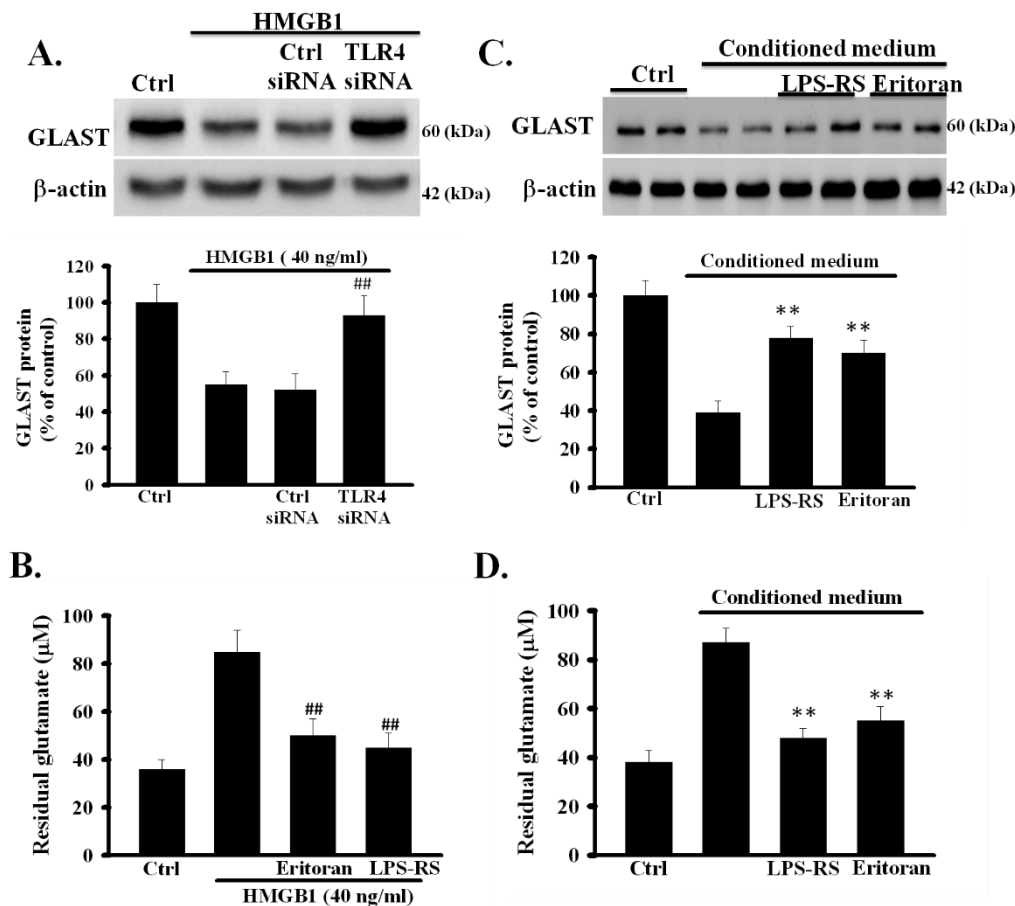 A.
HMGB1
Ctrl
Ctrl siRNA
TLR4 siRNA
GLAST
60 (kDa)
β-actin
42 (kDa)
HMGB1 ( 40 ng/ml)
GLAST protein
(% of control)
120
100
80
60
40
20
0
##
Ctrl
Ctrl
siRNA
TLR4
siRNA
C.
Conditioned medium
Ctrl
LPS-RS
Eritoran
GLAST
60 (kDa)
β-actin
42 (kDa)
Conditioned medium
GLAST protein
(% of control)
120
100
80
60
40
20
0
**
**
Ctrl
LPS-RS
Eritoran
B.
Residual glutamate (μM)
100
80
60
40
20
0
##
##
Ctrl
Eritoran
LPS-RS
HMGB1 (40 ng/ml)
D.
Conditioned medium
Residual glutamate (μM)
100
80
60
40
20
0
**
**
Ctrl
LPS-RS
Eritoran